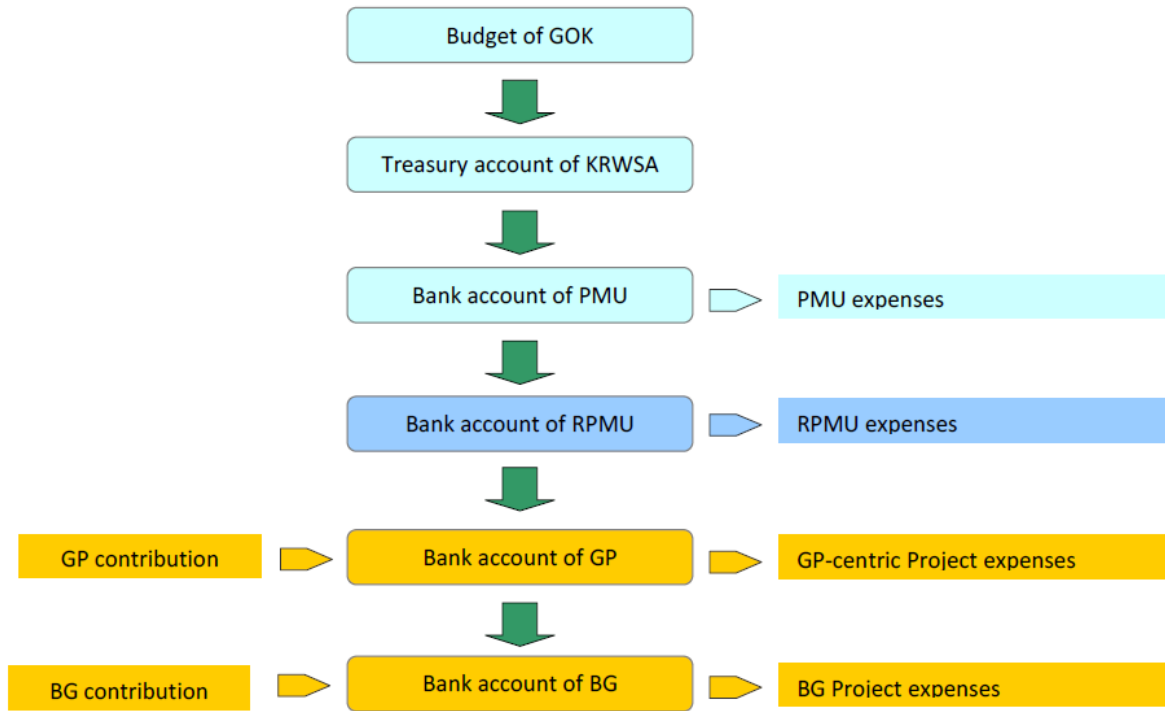 Budget of GOK
Treasury account of KRWSA
Bank account of PMU
PMU expenses
Bank account of RPMU
RPMU expenses
GP contribution
Bank account of GP
GP-centric Project expenses
BG contribution
Bank account of BG
BG Project expenses